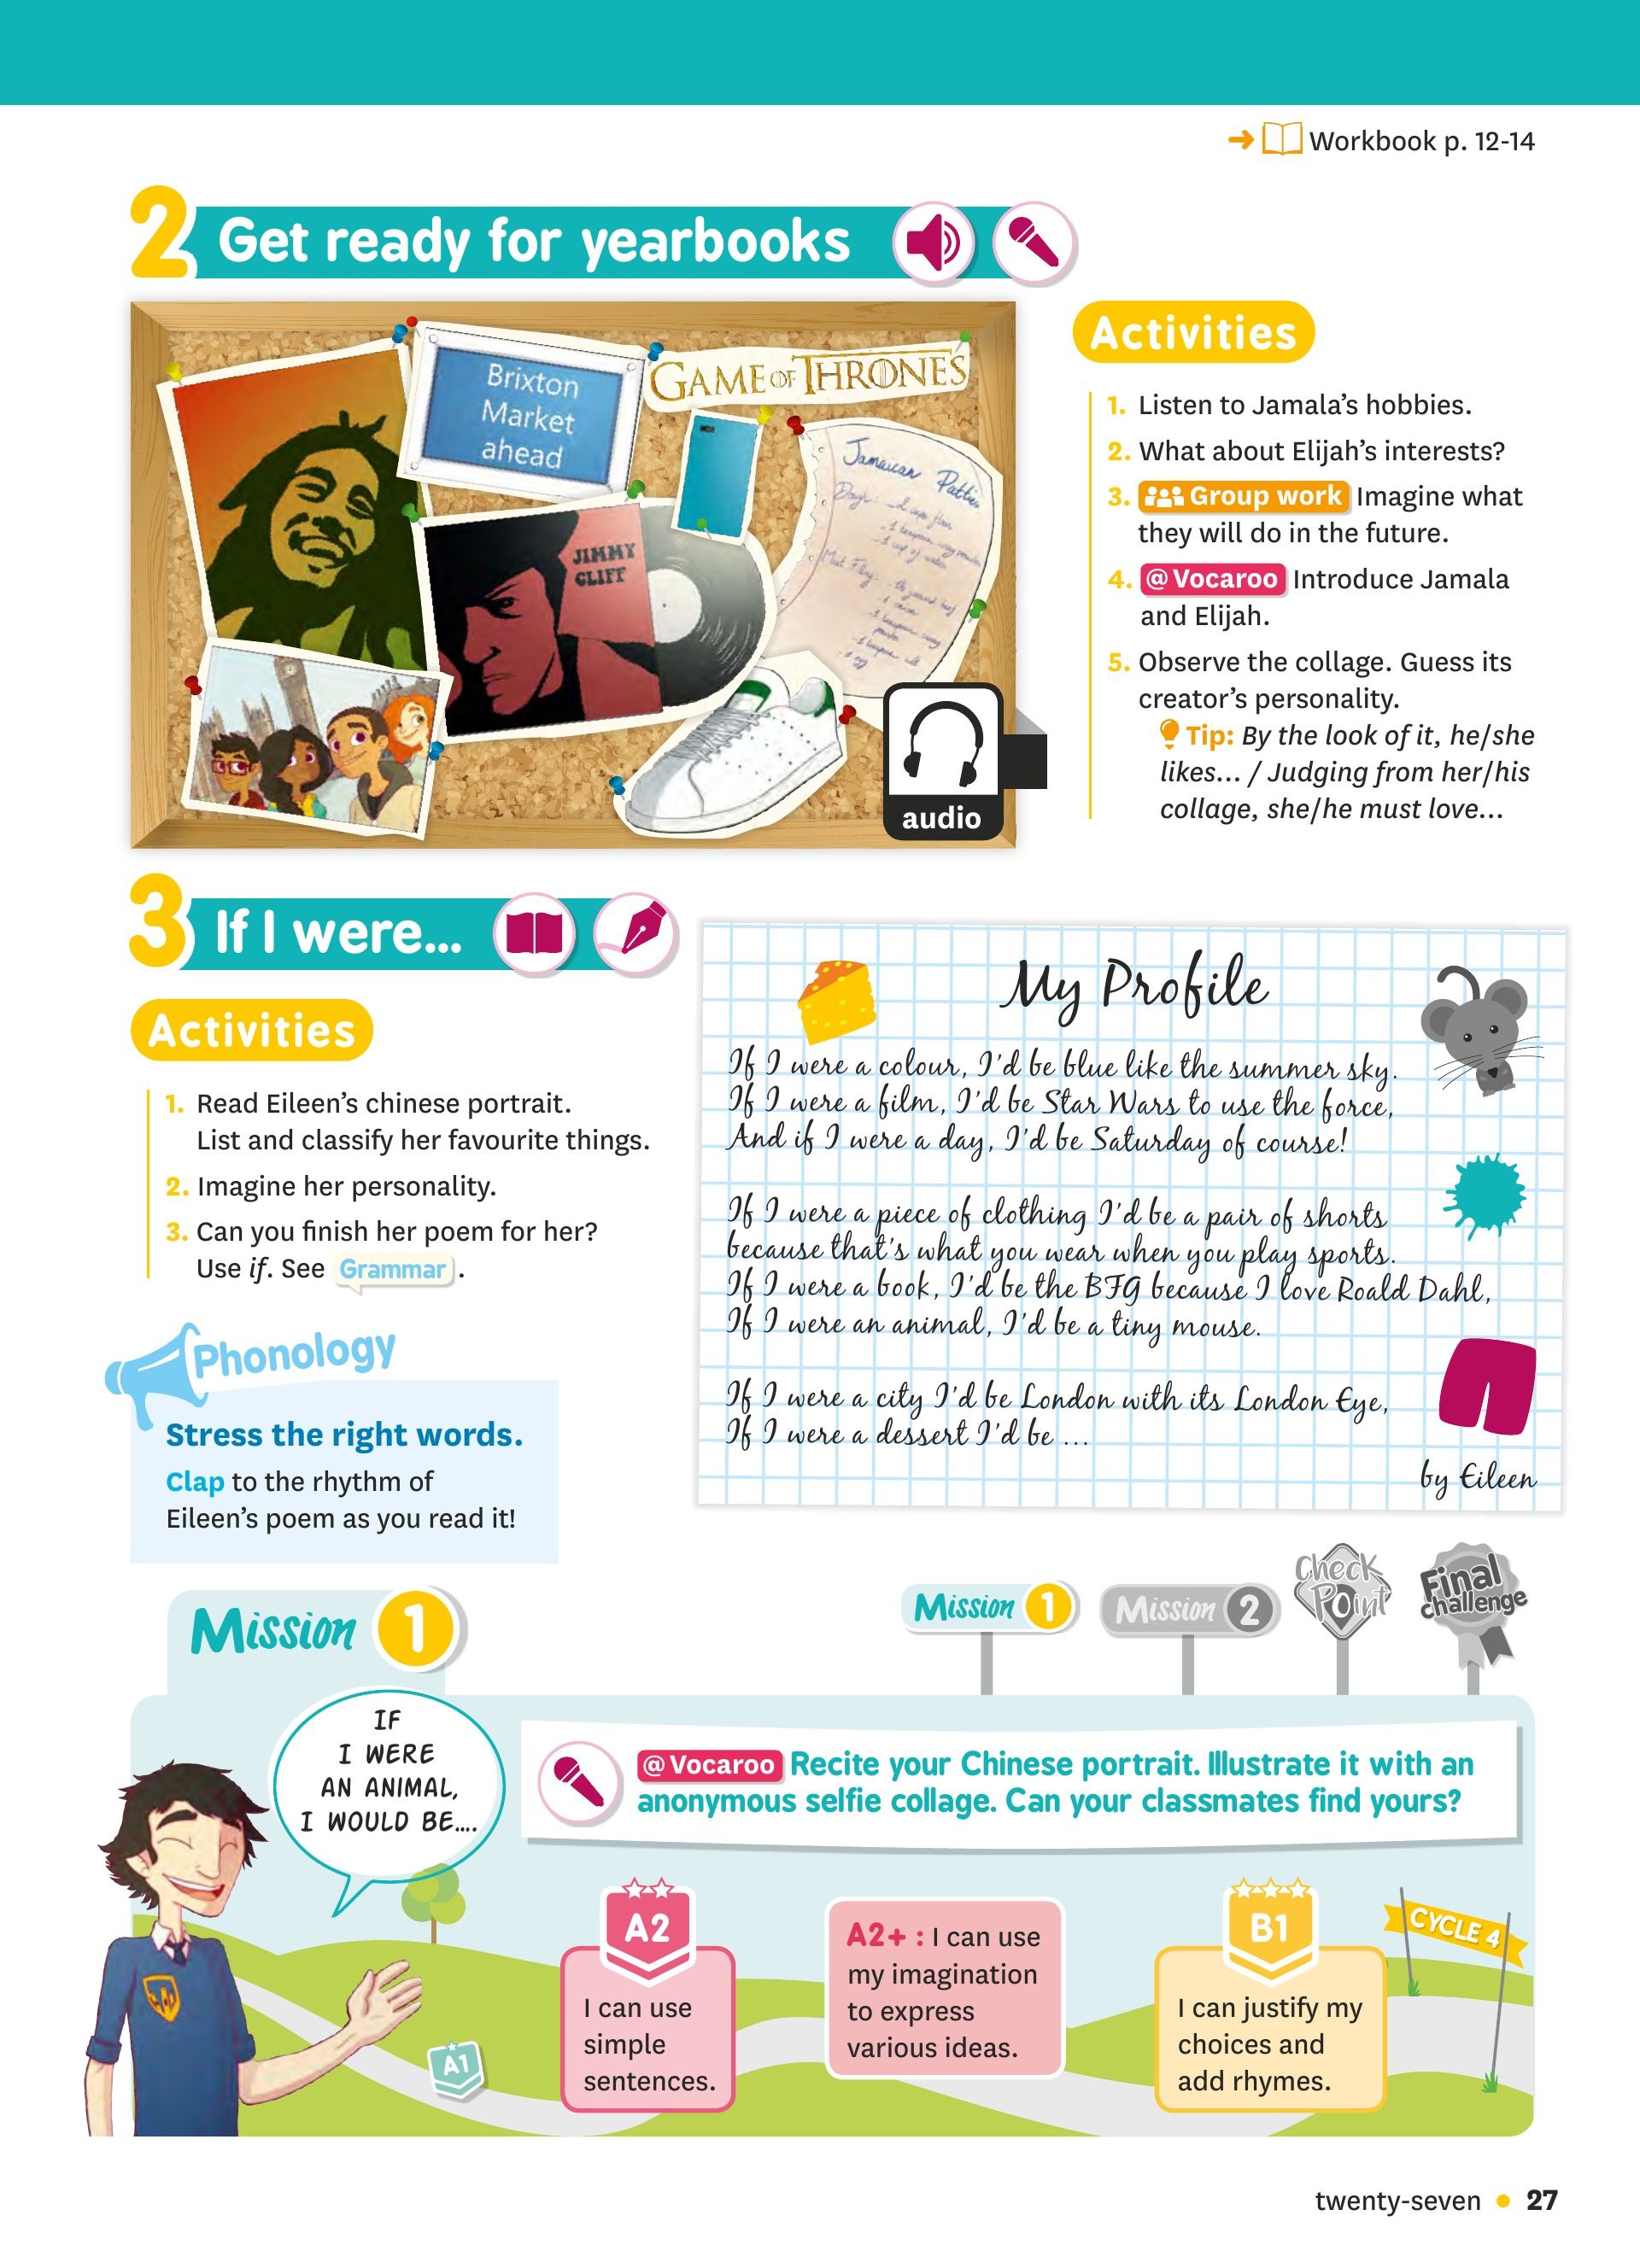 Workbook p. 12-14
2 Get ready for yearbooks
Brixton
Market
ahead
GAME OF THRONES
JIMMY
CLIFF
Jamaican Patties
audio
Activities
1. Listen to Jamala's hobbies.
2. What about Elijah's interests?
3. Group work Imagine what
they will do in the future.
4. @Vocaroo Introduce Jamala
and Elijah.
5. Observe the collage. Guess its
creator's personality.
Tip: By the look of it, he/she
likes... / Judging from her/his
collage, she/he must love...
3 If I were...
Activities
1. Read Eileen's chinese portrait.
List and classify her favourite things.
2. Imagine her personality.
3. Can you finish her poem for her?
Use if. See Grammar.
Phonology
Stress the right words.
Clap to the rhythm of
Eileen's poem as you read it!
My Profile
If I were a colour, I'd be blue like the summer sky.
If I were a film, I'd be Star Wars to use the force,
And if I were a day, I'd be Saturday of course!
If I were a piece of clothing I'd be a pair of shorts
because that's what you wear when you play sports.
If I were a book, I'd be the BFG because I love Roald Dahl,
If I were an animal, I'd be a tiny mouse.
If I were a city I'd be London with its London Eye,
If I were a dessert I'd be ...
by Eileen
Mission 1
Mission 1
Mission 2
Check
Point
Final
Challenge
IF
I WERE
AN ANIMAL,
I WOULD BE....
@Vocaroo Recite your Chinese portrait. Illustrate it with an
anonymous selfie collage. Can your classmates find yours?
A1
A2
I can use
simple
sentences.
A2+ : I can use
my imagination
to express
various ideas.
B1
I can justify my
choices and
add rhymes.
CYCLE 4
twenty-seven • 27